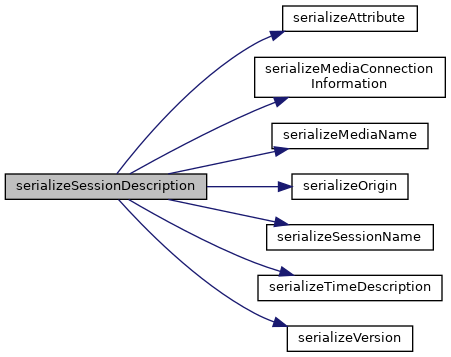 serializeAttribute
serializeMediaConnection
Information
serializeMediaName
serializeSessionDescription
serializeOrigin
serializeSessionName
serializeTimeDescription
serializeVersion